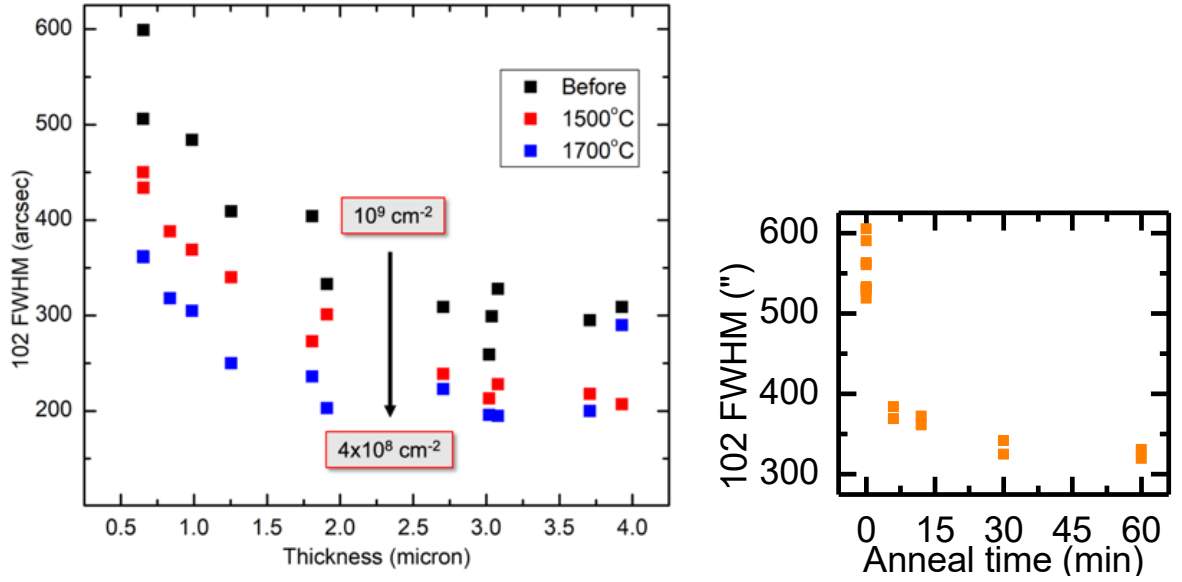 600
500
400
300
200
102 FWHM (arcsec)
Before
1500°C
1700°C
10⁹ cm⁻²
4x10⁸ cm⁻²
0.5 1.0 1.5 2.0 2.5 3.0 3.5 4.0
Thickness (micron)
600
500
400
300
102 FWHM (")
0 15 30 45 60
Anneal time (min)